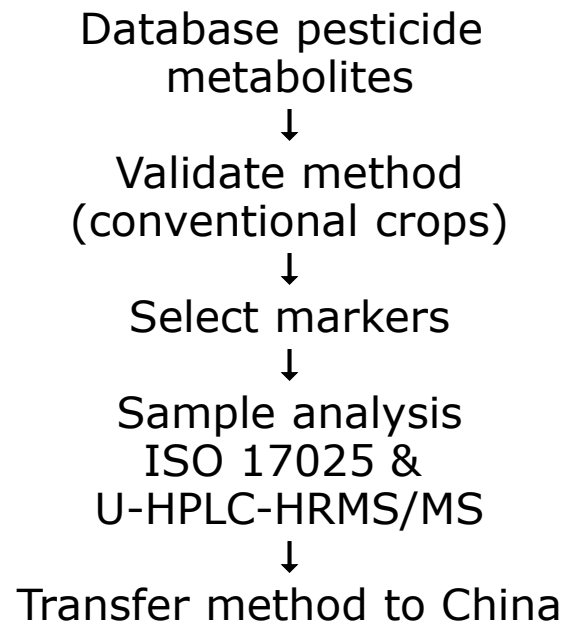 Database pesticide
metabolites
↓
Validate method
(conventional crops)
↓
Select markers
↓
Sample analysis
ISO 17025 &
U-HPLC-HRMS/MS
↓
Transfer method to China